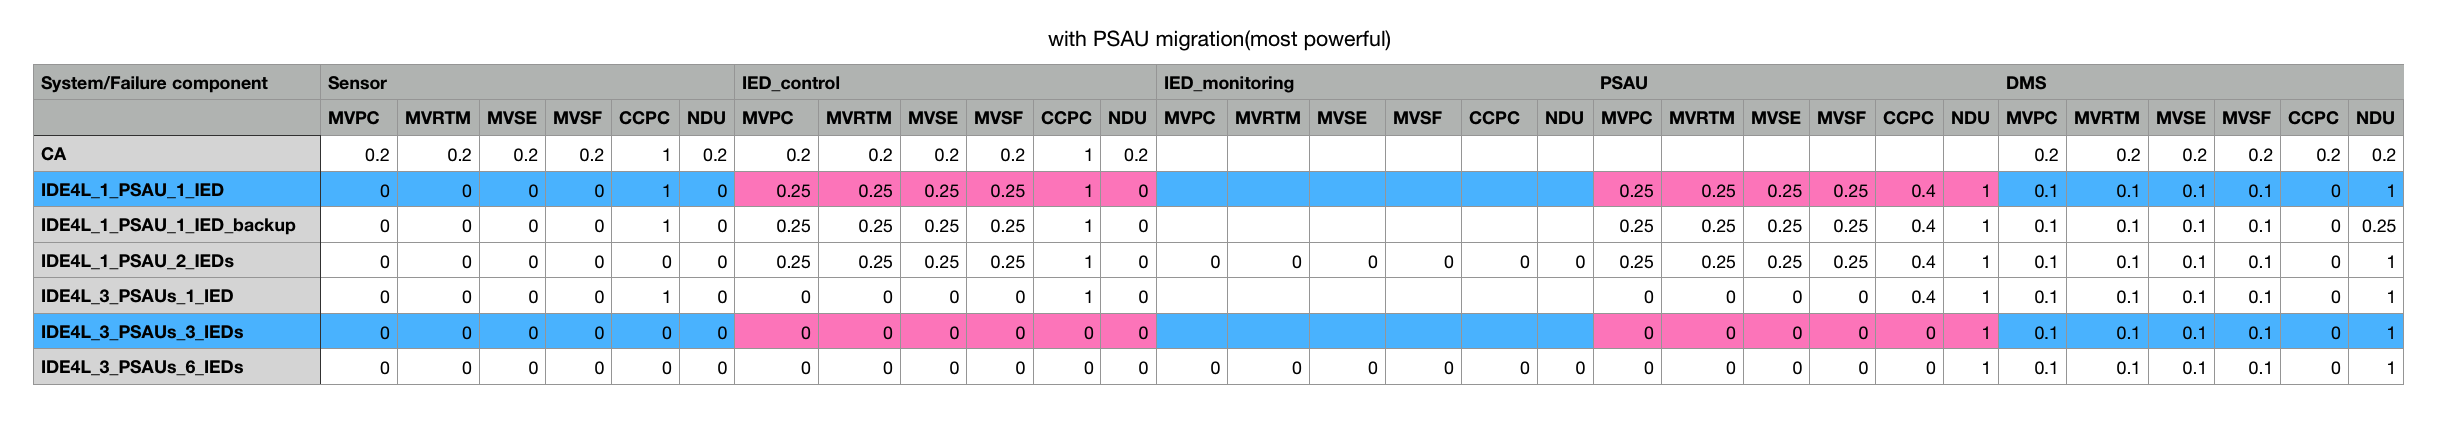 with PSAU migration(most powerful)
System/Failure component Sensor IED_control IED_monitoring PSAU DMS
MVPC MVRTM MVSE MVSF CCPC NDU MVPC MVRTM MVSE MVSF CCPC NDU MVPC MVRTM MVSE MVSF CCPC NDU MVPC MVRTM MVSE MVSF CCPC NDU MVPC MVRTM MVSE MVSF CCPC NDU
CA 0.2 0.2 0.2 0.2 1 0.2 0.2 0.2 0.2 0.2 1 0.2 0.2 0.2 0.2 0.2 0.2 0.2
IDE4L_1_PSAU_1_IED 0 0 0 0 1 0 0.25 0.25 0.25 0.25 1 0 0.25 0.25 0.25 0.25 0.4 1 0.1 0.1 0.1 0.1 0 1
IDE4L_1_PSAU_1_IED_backup 0 0 0 0 1 0 0.25 0.25 0.25 0.25 1 0 0.25 0.25 0.25 0.25 0.4 1 0.1 0.1 0.1 0.1 0 0.25
IDE4L_1_PSAU_2_IEDs 0 0 0 0 0 0 0.25 0.25 0.25 0.25 1 0 0 0 0 0 0 0 0.25 0.25 0.25 0.25 0.4 1 0.1 0.1 0.1 0.1 0 1
IDE4L_3_PSAUs_1_IED 0 0 0 0 1 0 0 0 0 0 1 0 0 0 0 0 0.4 1 0.1 0.1 0.1 0.1 0 1
IDE4L_3_PSAUs_3_IEDs 0 0 0 0 0 0 0 0 0 0 0 0 0 0 0 0 0 1 0.1 0.1 0.1 0.1 0 1
IDE4L_3_PSAUs_6_IEDs 0 0 0 0 0 0 0 0 0 0 0 0 0 0 0 0 0 0 0 0 0 0 0 1 0.1 0.1 0.1 0.1 0 1